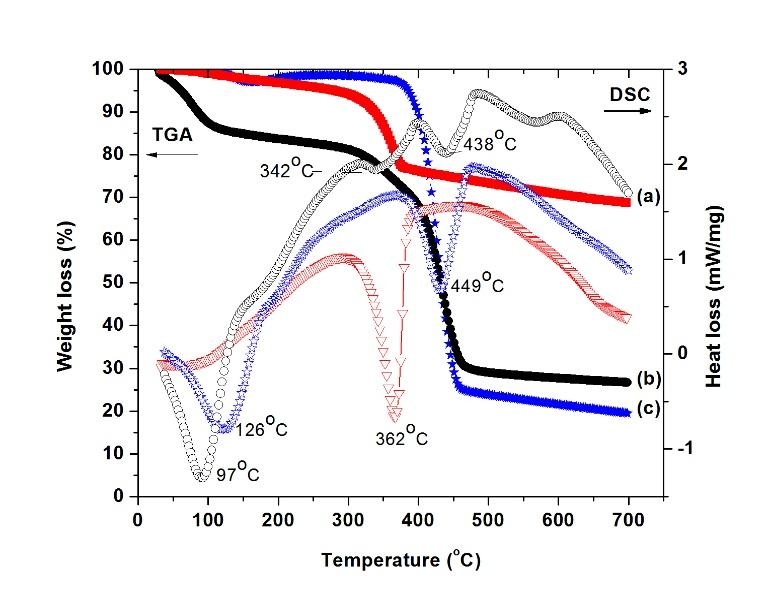 100
90
80
70
60
50
40
30
20
10
0
Weight loss (%)
TGA
DSC
342°C
438°C
449°C
126°C
97°C
362°C
(a)
(b)
(c)
3
2
1
0
-1
Heat loss (mW/mg)
0 100 200 300 400 500 600 700
Temperature (°C)